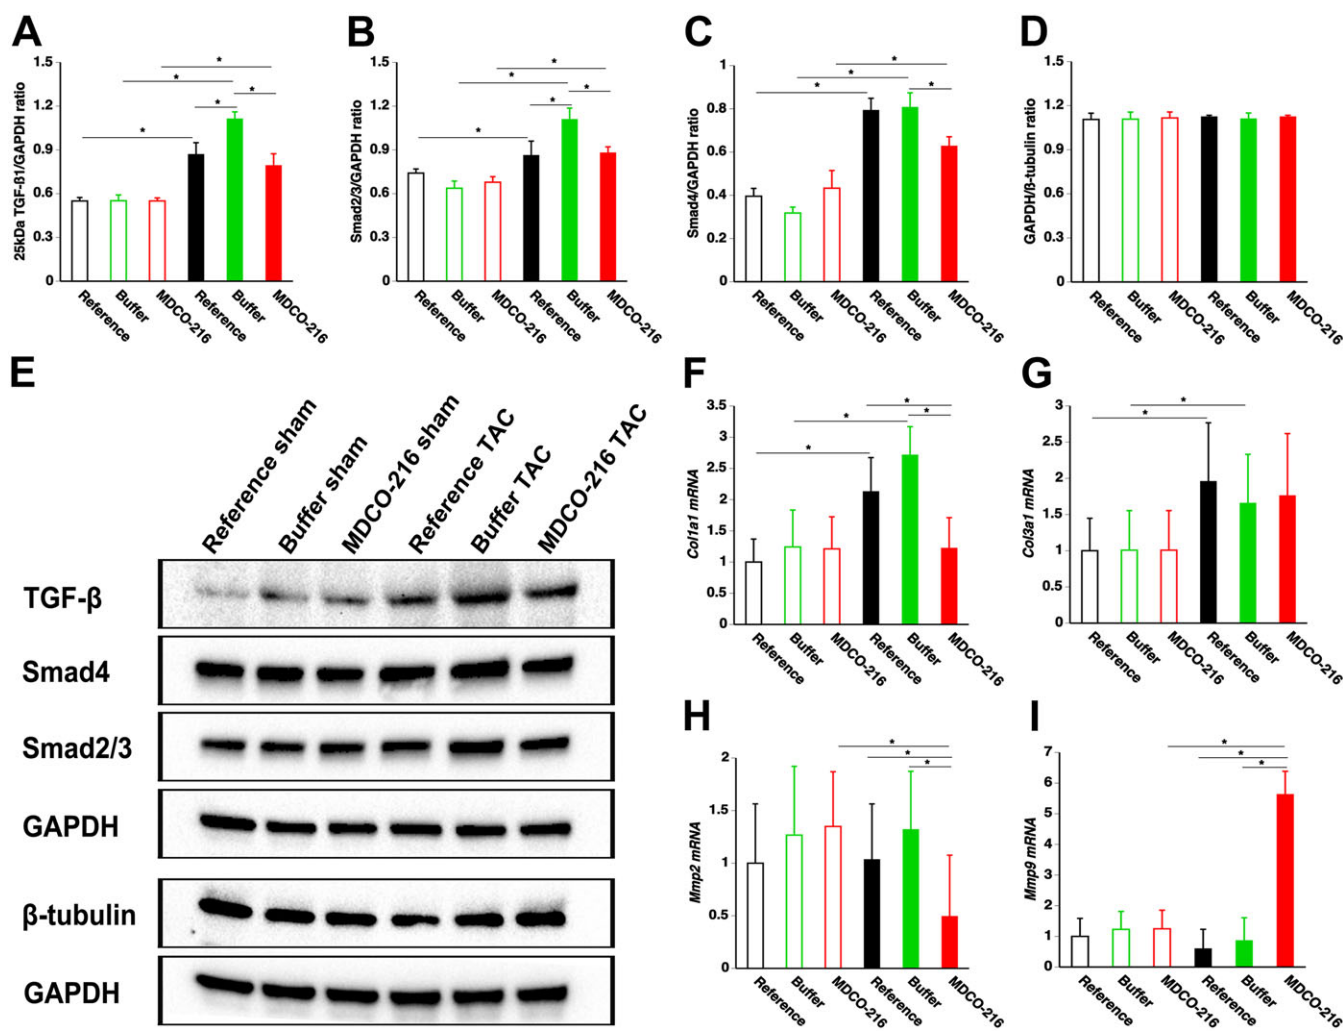 A
25kDa TGF-ß1/GAPDH ratio
1.5
1.2
0.9
0.6
0.3
0
* * * * *
Reference Buffer MDCO-216 Reference Buffer MDCO-216
B
Smad2/3/GAPDH ratio
1.5
1.2
0.9
0.6
0.3
0
* * * * *
Reference Buffer MDCO-216 Reference Buffer MDCO-216
C
Smad4/GAPDH ratio
1
0.8
0.6
0.4
0.2
0
* * * *
Reference Buffer MDCO-216 Reference Buffer MDCO-216
D
GAPDH/ß-tubulin ratio
1.5
1.2
0.9
0.6
0.3
0
Reference Buffer MDCO-216 Reference Buffer MDCO-216
E
Reference sham
Buffer sham
MDCO-216 sham
Reference TAC
Buffer TAC
MDCO-216 TAC
TGF-β
Smad4
Smad2/3
GAPDH
β-tubulin
GAPDH
F
Col1a1 mRNA
3.5
3
2.5
2
1.5
1
0.5
0
* * * *
Reference Buffer MDCO-216 Reference Buffer MDCO-216
G
Col3a1 mRNA
3
2.5
2
1.5
1
0.5
0
* *
Reference Buffer MDCO-216 Reference Buffer MDCO-216
H
Mmp2 mRNA
2
1.5
1
0.5
0
* * *
Reference Buffer MDCO-216 Reference Buffer MDCO-216
I
Mmp9 mRNA
7
6
5
4
3
2
1
0
* * *
Reference Buffer MDCO-216 Reference Buffer MDCO-216